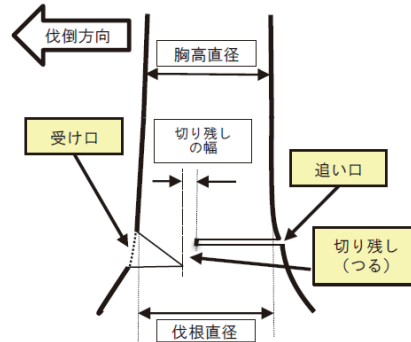 伐倒方向
胸高直径
切り残し
の幅
受け口
追い口
切り残し
（つる）
伐根直径